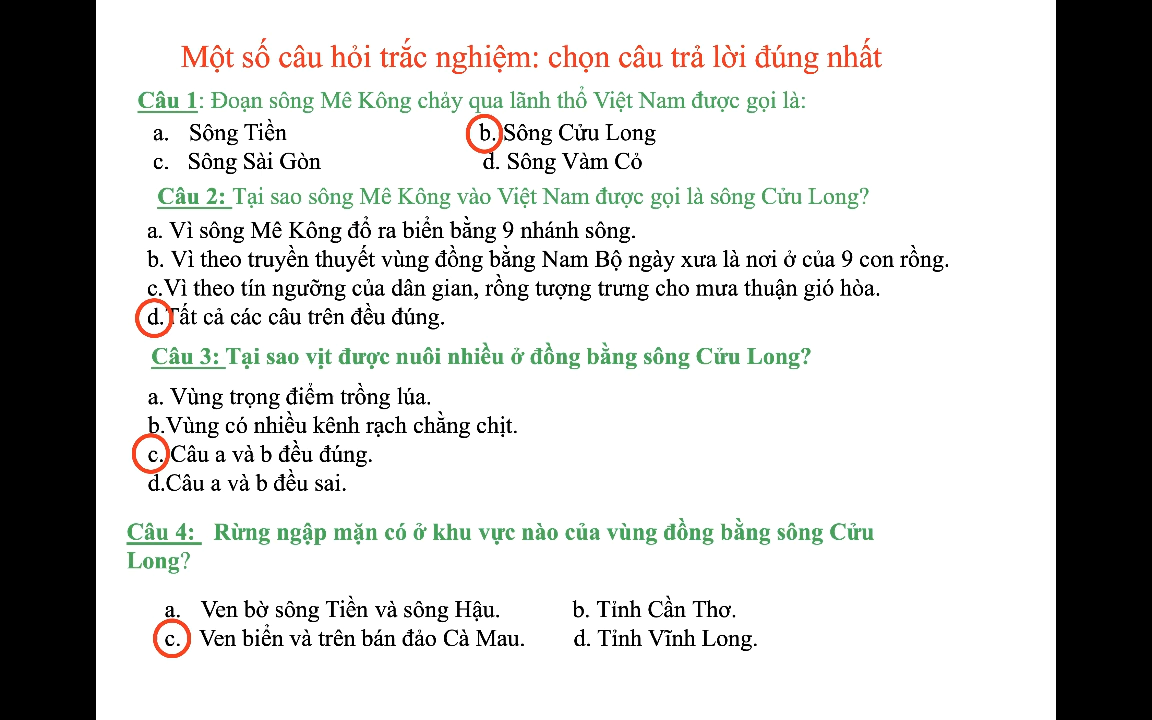 Một số câu hỏi trắc nghiệm: chọn câu trả lời đúng nhất
Câu 1: Đoạn sông Mê Kông chảy qua lãnh thổ Việt Nam được gọi là:
a. Sông Tiền b. Sông Cửu Long
c. Sông Sài Gòn d. Sông Vàm Cỏ
Câu 2: Tại sao sông Mê Kông vào Việt Nam được gọi là sông Cửu Long?
a. Vì sông Mê Kông đổ ra biển bằng 9 nhánh sông.
b. Vì theo truyền thuyết vùng đồng bằng Nam Bộ ngày xưa là nơi ở của 9 con rồng.
c.Vì theo tín ngưỡng của dân gian, rồng tượng trưng cho mưa thuận gió hòa.
d.Tất cả các câu trên đều đúng.
Câu 3: Tại sao vịt được nuôi nhiều ở đồng bằng sông Cửu Long?
a. Vùng trọng điểm trồng lúa.
b.Vùng có nhiều kênh rạch chằng chịt.
c. Câu a và b đều đúng.
d.Câu a và b đều sai.
Câu 4: Rừng ngập mặn có ở khu vực nào của vùng đồng bằng sông Cửu
Long?
a. Ven bờ sông Tiền và sông Hậu. b. Tỉnh Cần Thơ.
c. Ven biển và trên bán đảo Cà Mau. d. Tỉnh Vĩnh Long.